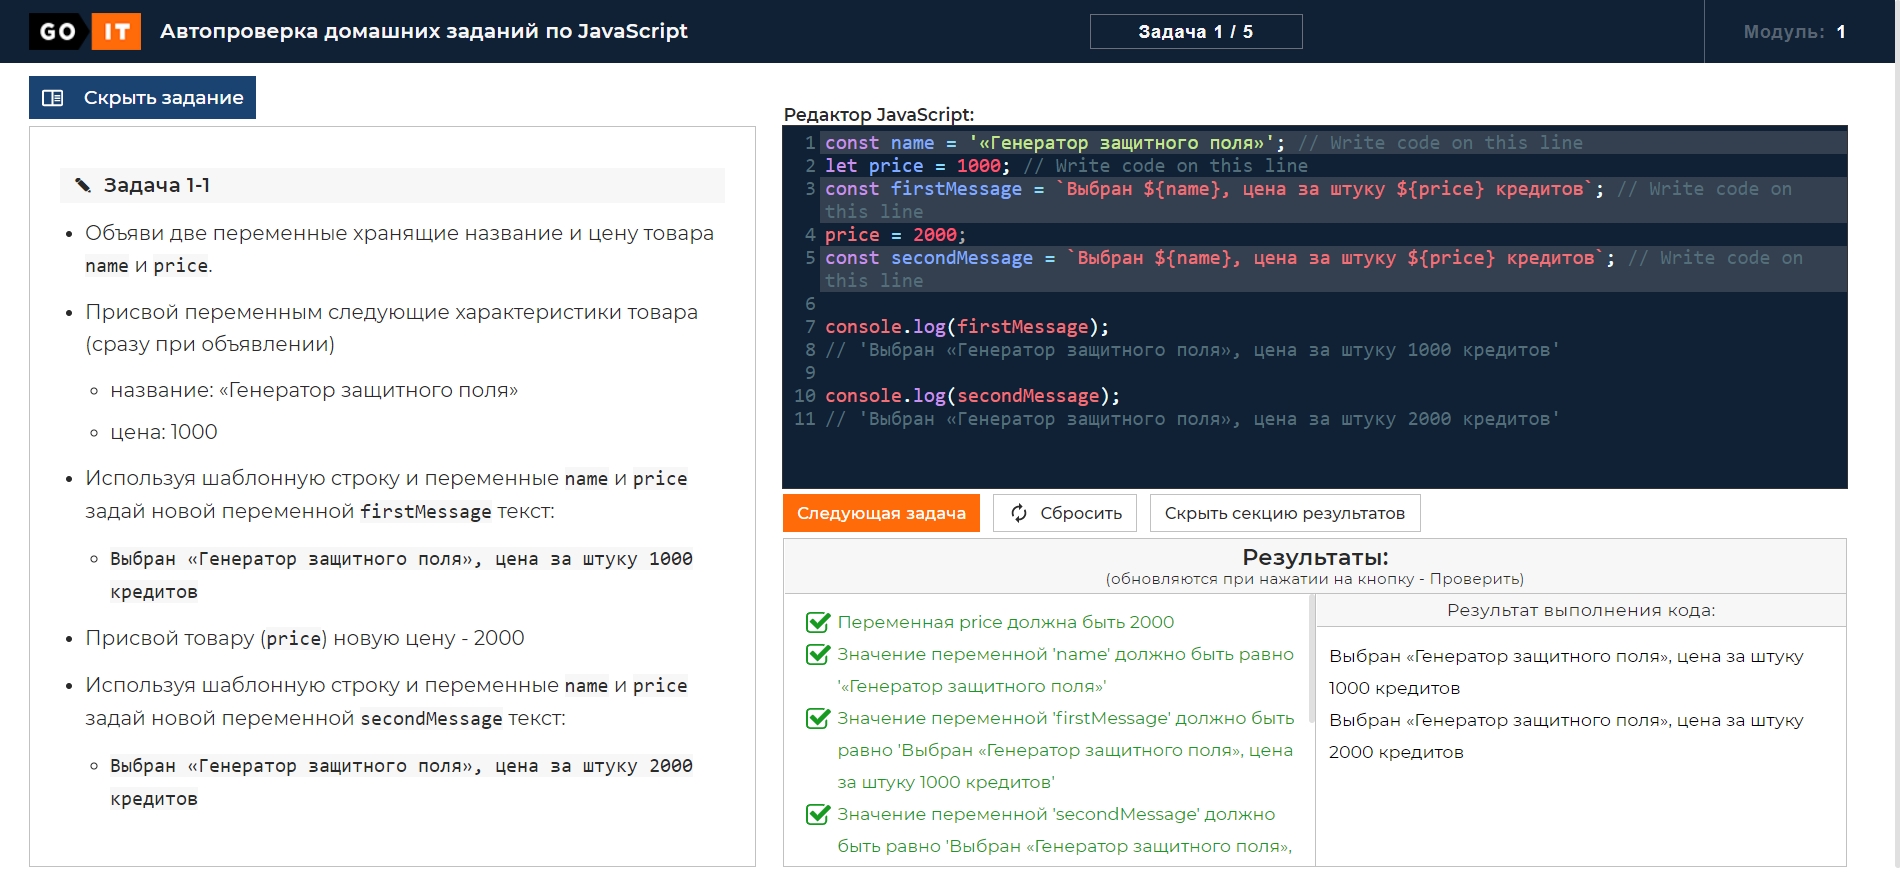 GO IT Автопроверка домашних заданий по JavaScript
Задача 1 / 5
Модуль: 1
Скрыть задание
Задача 1-1
• Объяви две переменные хранящие название и цену товара
name и price.
• Присвой переменным следующие характеристики товара
(сразу при объявлении)
◦ название: «Генератор защитного поля»
◦ цена: 1000
• Используя шаблонную строку и переменные name и price
задай новой переменной firstMessage текст:
◦ Выбран «Генератор защитного поля», цена за штуку 1000
кредитов
• Присвой товару (price) новую цену - 2000
• Используя шаблонную строку и переменные name и price
задай новой переменной secondMessage текст:
◦ Выбран «Генератор защитного поля», цена за штуку 2000
кредитов
Редактор JavaScript:
1 const name = '«Генератор защитного поля»'; // Write code on this line
2 let price = 1000; // Write code on this line
3 const firstMessage = `Выбран ${name}, цена за штуку ${price} кредитов`; // Write code on
this line
4 price = 2000;
5 const secondMessage = `Выбран ${name}, цена за штуку ${price} кредитов`; // Write code on
this line
6
7 console.log(firstMessage);
8 // 'Выбран «Генератор защитного поля», цена за штуку 1000 кредитов'
9
10 console.log(secondMessage);
11 // 'Выбран «Генератор защитного поля», цена за штуку 2000 кредитов'
Следующая задача
Сбросить
Скрыть секцию результатов
Результаты:
(обновляются при нажатии на кнопку - Проверить)
Переменная price должна быть 2000
Значение переменной 'name' должно быть равно
'«Генератор защитного поля»'
Значение переменной 'firstMessage' должно быть
равно 'Выбран «Генератор защитного поля», цена
за штуку 1000 кредитов'
Значение переменной 'secondMessage' должно
быть равно 'Выбран «Генератор защитного поля»,
Результат выполнения кода:
Выбран «Генератор защитного поля», цена за штуку
1000 кредитов
Выбран «Генератор защитного поля», цена за штуку
2000 кредитов